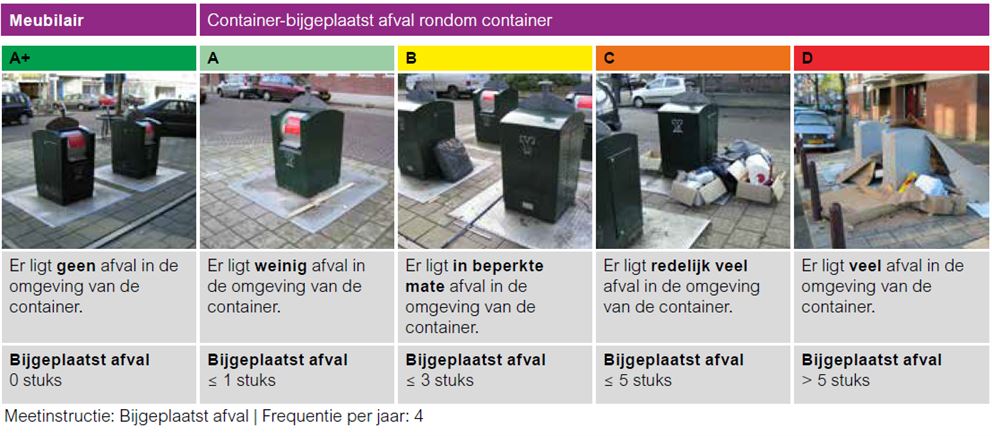 Meubilair
Container-bijgeplaatst afval rondom container
A+
A
B
C
D
Er ligt geen afval in de
omgeving van de
container.
Er ligt weinig afval in
de omgeving van de
container.
Er ligt in beperkte
mate afval in de
omgeving van de
container.
Er ligt redelijk veel
afval in de omgeving
van de container.
Er ligt veel afval in de
omgeving van de
container.
Bijgeplaatst afval
0 stuks
Bijgeplaatst afval
≤ 1 stuks
Bijgeplaatst afval
≤ 3 stuks
Bijgeplaatst afval
≤ 5 stuks
Bijgeplaatst afval
> 5 stuks
Meetinstructie: Bijgeplaatst afval | Frequentie per jaar: 4